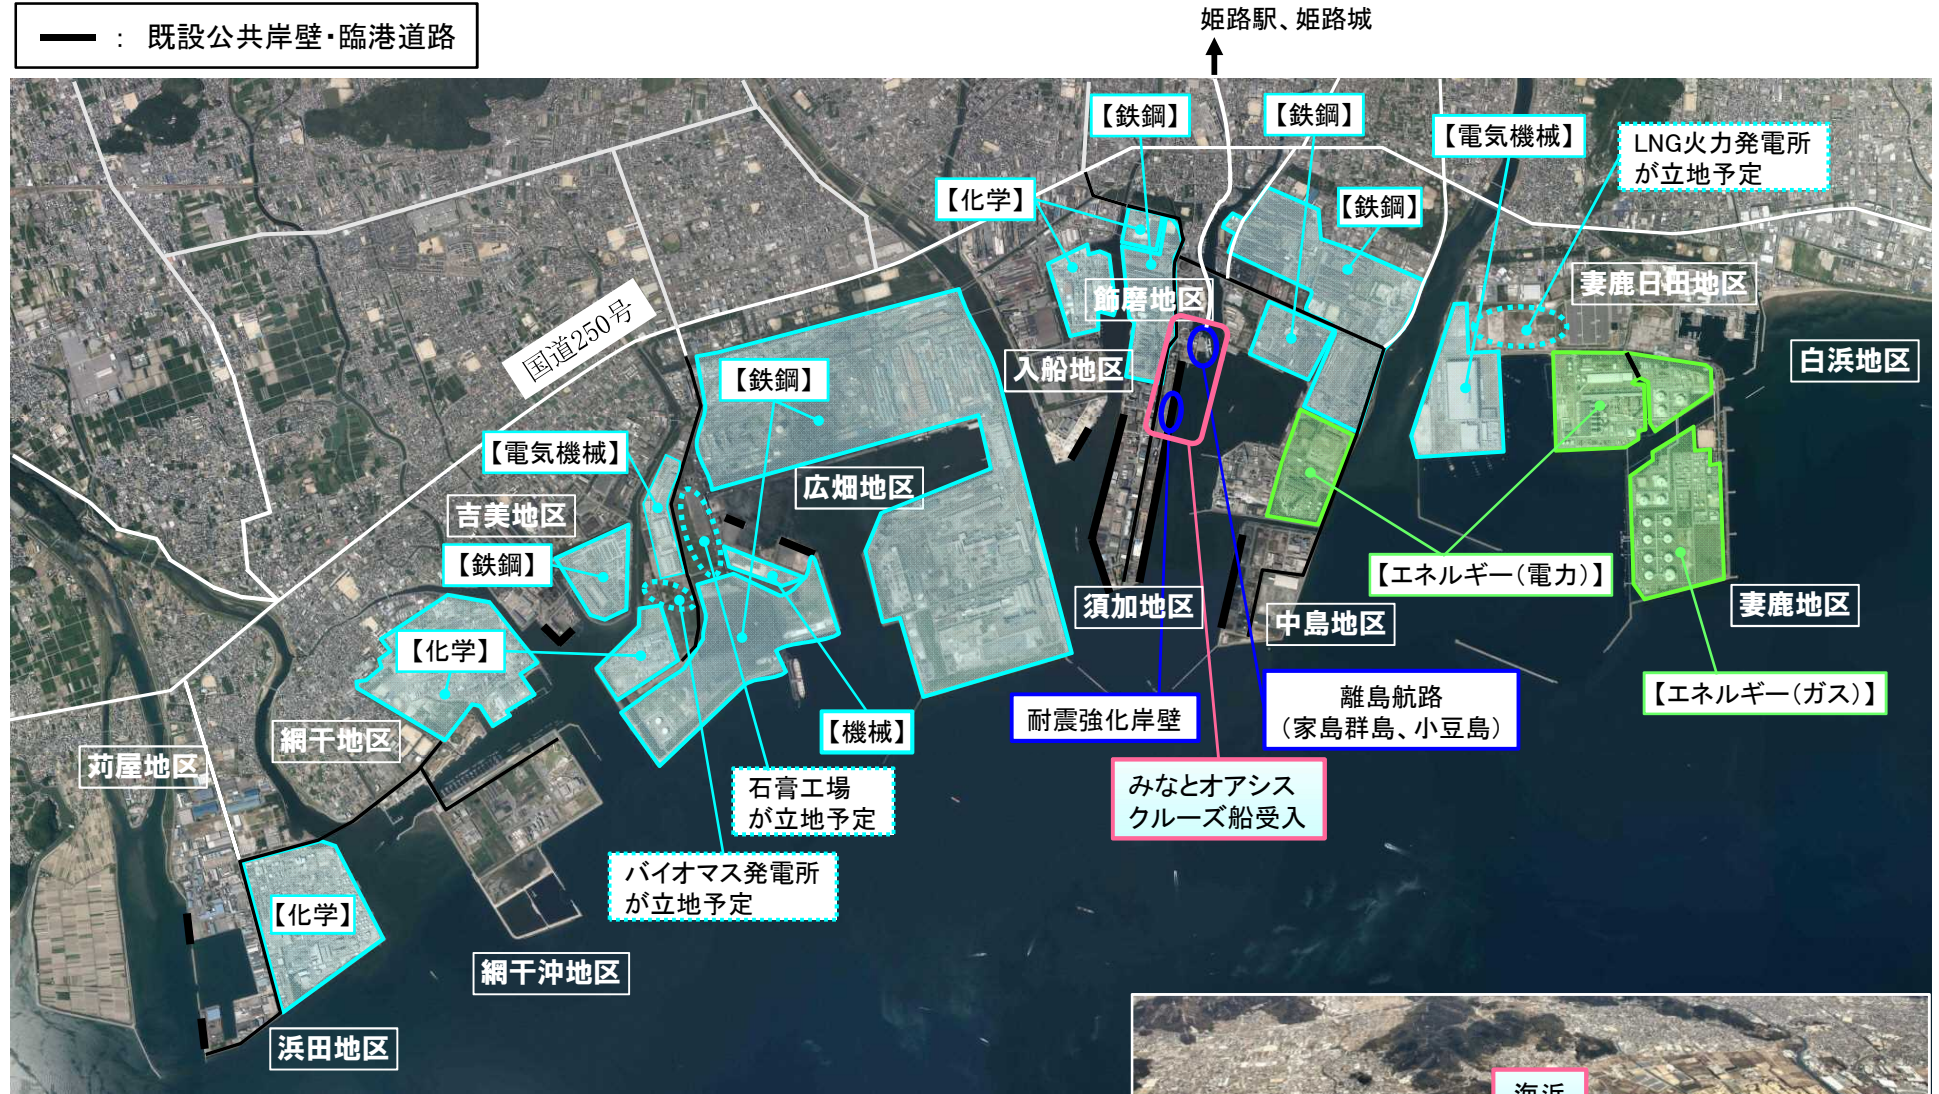 ： 既設公共岸壁・臨港道路
姫路駅、姫路城
【鉄鋼】
【鉄鋼】
【電気機械】
LNG火力発電所
が立地予定
【化学】
【鉄鋼】
飾磨地区
妻鹿日田地区
国道250号
入船地区
白浜地区
【鉄鋼】
【電気機械】
広畑地区
吉美地区
【鉄鋼】
【エネルギー（電力）】
須加地区
中島地区
妻鹿地区
【化学】
【エネルギー（ガス）】
耐震強化岸壁
離島航路
（家島群島、小豆島）
【機械】
網干地区
苅屋地区
石膏工場
が立地予定
みなとオアシス
クルーズ船受入
バイオマス発電所
が立地予定
【化学】
網干沖地区
浜田地区
海浜